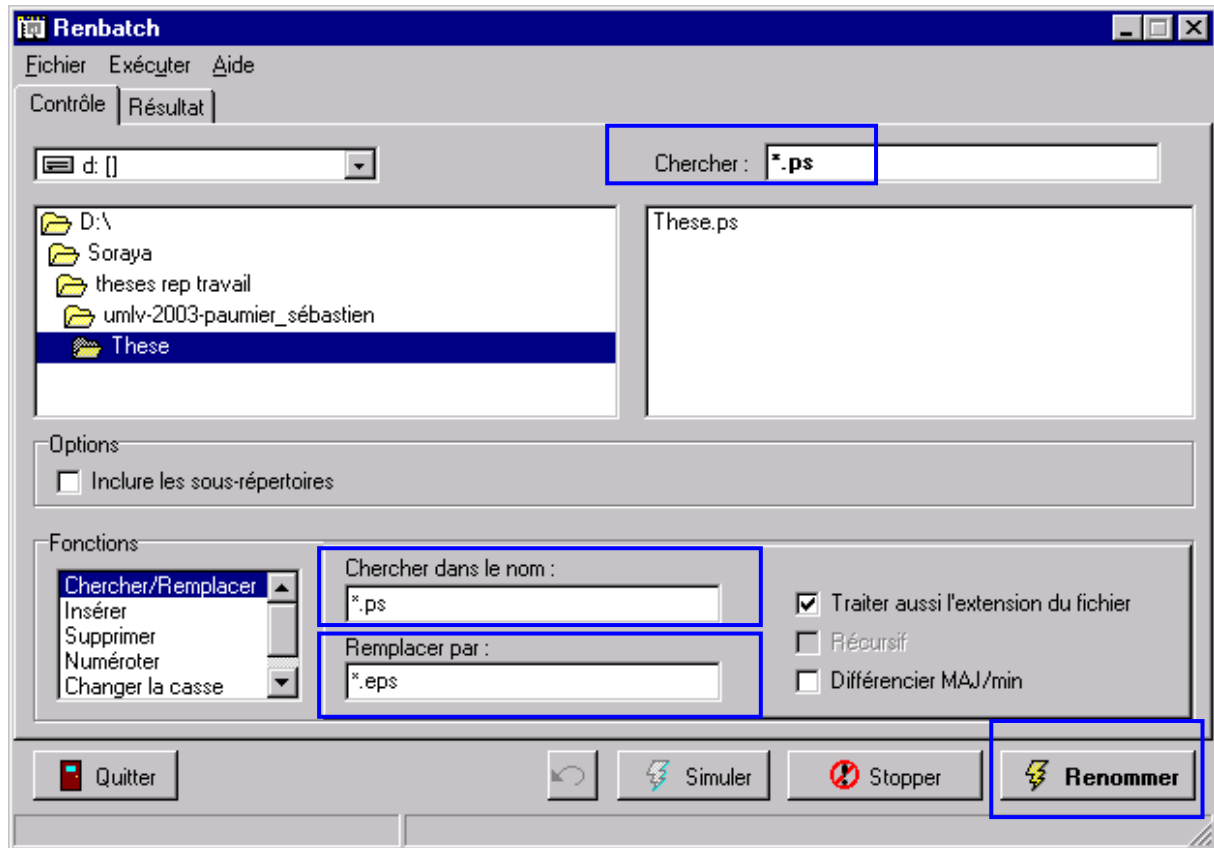 Renbatch
Fichier Exécuter Aide
Contrôle Résultat
d: []
Chercher : *.ps
D:\
Soraya
theses rep travail
umlv-2003-paumier_sébastien
These
These.ps
Options
Inclure les sous-répertoires
Fonctions
Chercher/Remplacer
Insérer
Supprimer
Numéroter
Changer la casse
Chercher dans le nom :
*.ps
Remplacer par :
*.eps
Traiter aussi l'extension du fichier
Récursif
Différencier MAJ/min
Quitter
Simuler
Stopper
Renommer